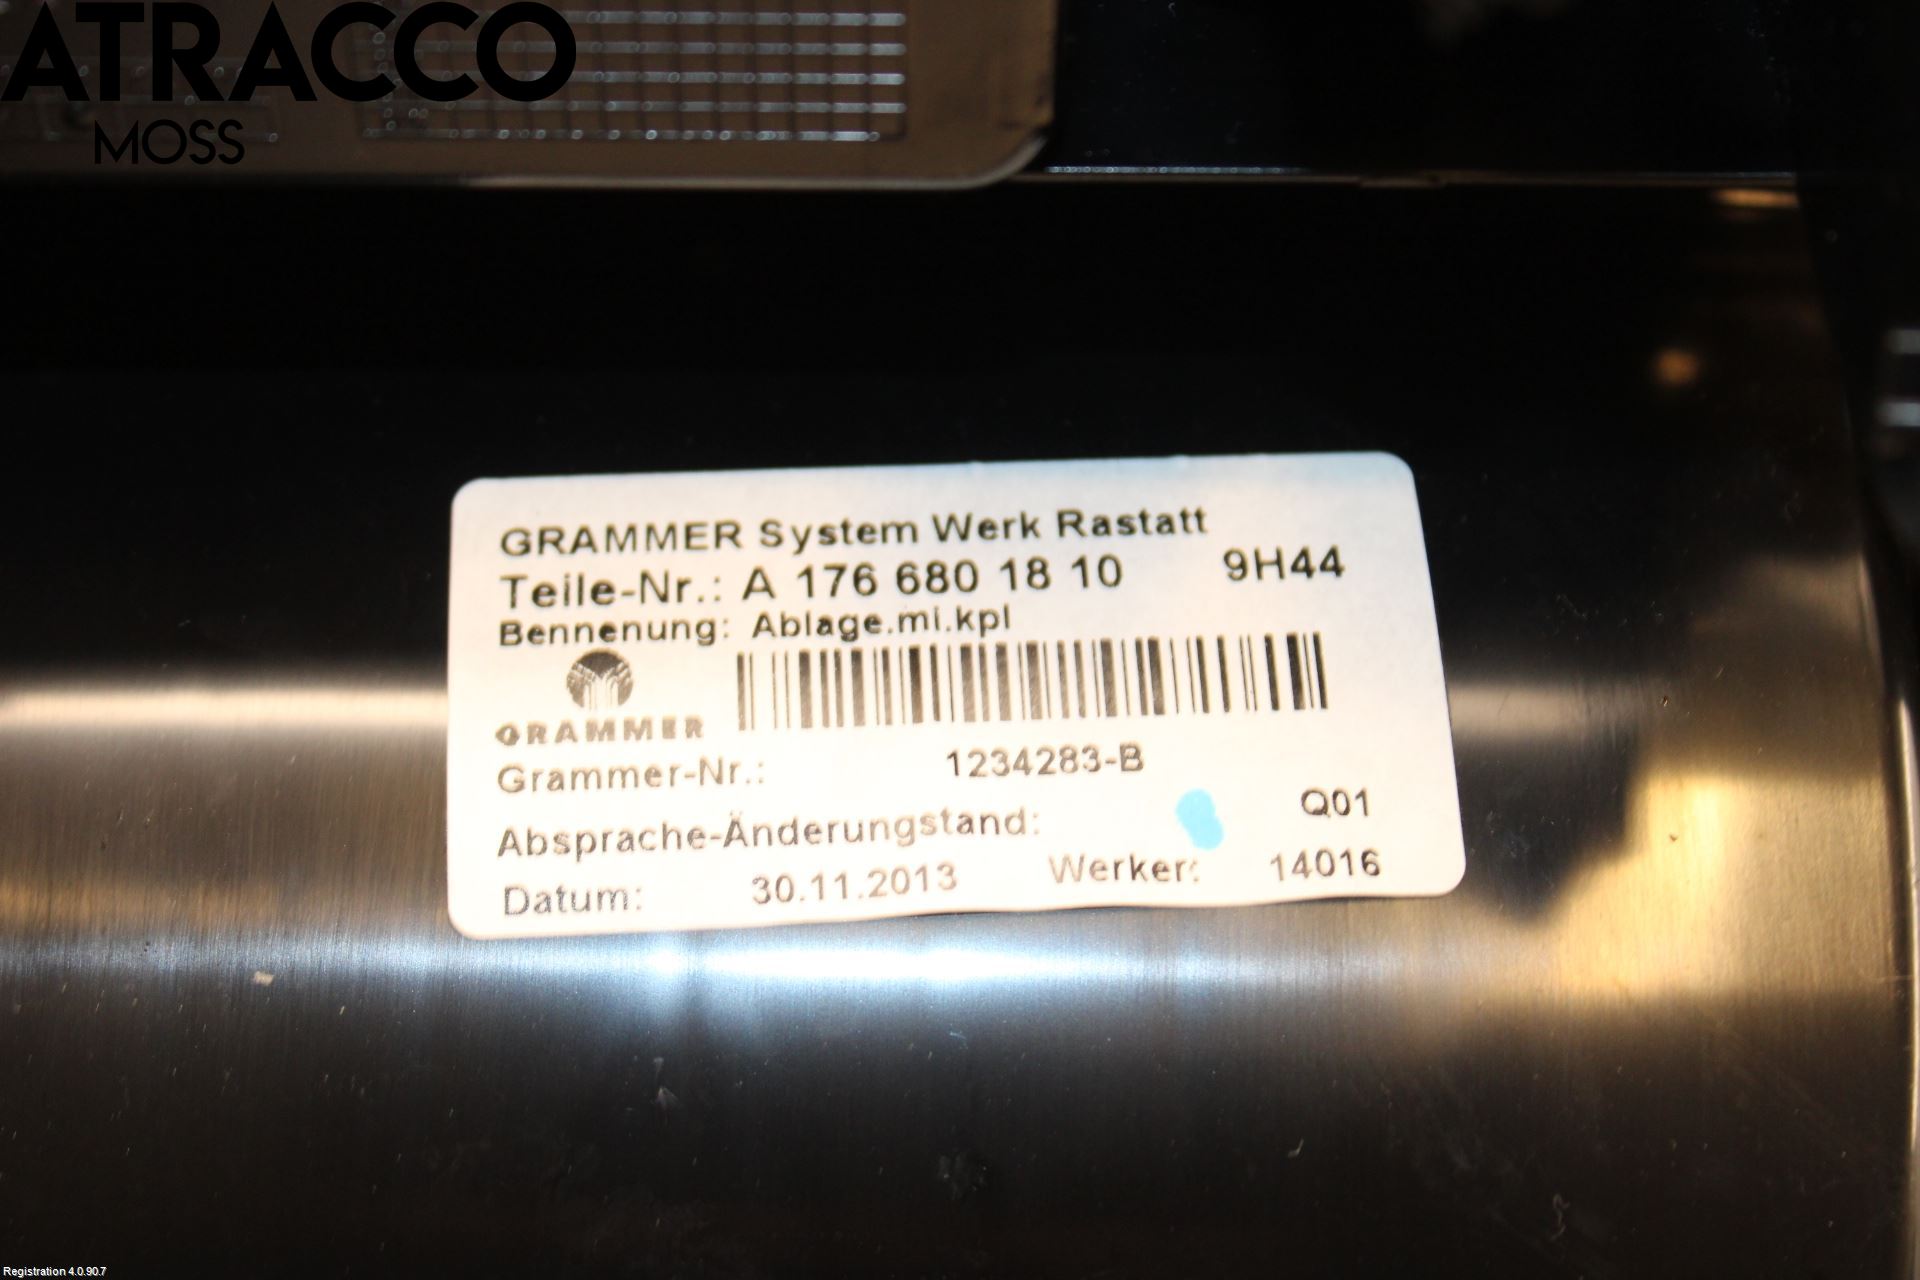 ATRACCO
MOSS
GRAMMER System Werk Rastatt
Teile-Nr.: A 176 680 18 10 9H44
Bennenung: Ablage.mi.kpl
GRAMMER
Grammer-Nr.: 1234283-B
Absprache-Änderungstand: Q01
Datum: 30.11.2013 Werker: 14016
Registration 4.0.90.7